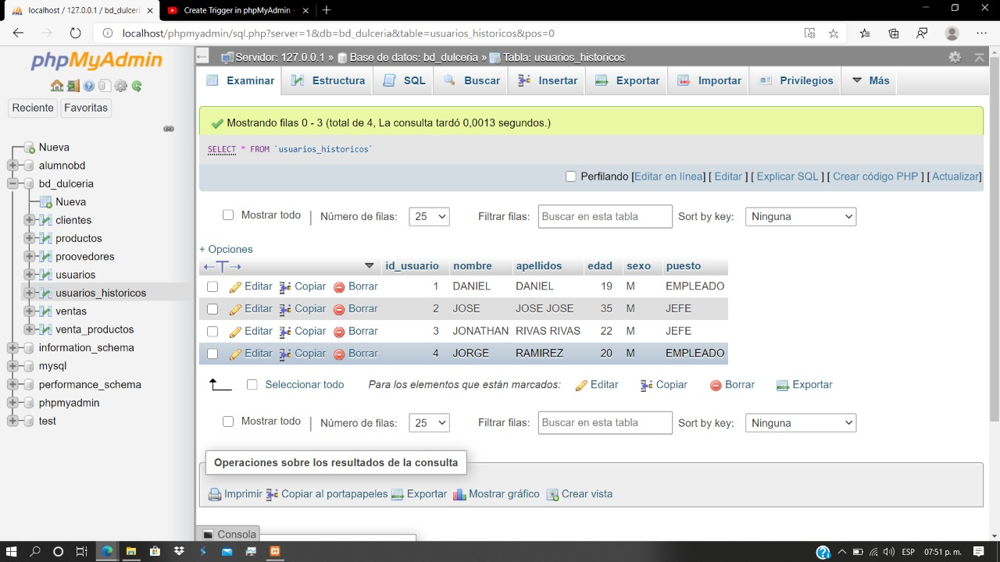 localhost / 127.0.0.1 / bd_dulceri
Create Trigger in phpMyAdmin -
localhost/phpmyadmin/sql.php?server=1&db=bd_dulceria&table=usuarios_historicos&pos=0
phpMyAdmin
Reciente Favoritas
Nueva
alumnobd
bd_dulceria
Nueva
clientes
productos
proovedores
usuarios
usuarios_historicos
ventas
venta_productos
information_schema
mysql
performance_schema
phpmyadmin
test
Servidor: 127.0.0.1 » Base de datos: bd_dulceria » Tabla: usuarios_historicos
Examinar Estructura SQL Buscar Insertar Exportar Importar Privilegios Más
Mostrando filas 0 - 3 (total de 4, La consulta tardó 0,0013 segundos.)
SELECT * FROM `usuarios_historicos`
Perfilando [Editar en línea] [ Editar ] [ Explicar SQL ] [ Crear código PHP ] [ Actualizar]
Mostrar todo | Número de filas: 25 Filtrar filas: Buscar en esta tabla Sort by key: Ninguna
+ Opciones
←T→ id_usuario nombre apellidos edad sexo puesto
Editar Copiar Borrar 1 DANIEL DANIEL 19 M EMPLEADO
Editar Copiar Borrar 2 JOSE JOSE JOSE 35 M JEFE
Editar Copiar Borrar 3 JONATHAN RIVAS RIVAS 22 M JEFE
Editar Copiar Borrar 4 JORGE RAMIREZ 20 M EMPLEADO
Seleccionar todo Para los elementos que están marcados: Editar Copiar Borrar Exportar
Mostrar todo | Número de filas: 25 Filtrar filas: Buscar en esta tabla Sort by key: Ninguna
Operaciones sobre los resultados de la consulta
Imprimir Copiar al portapapeles Exportar Mostrar gráfico Crear vista
Consola
ESP 07:51 p. m.